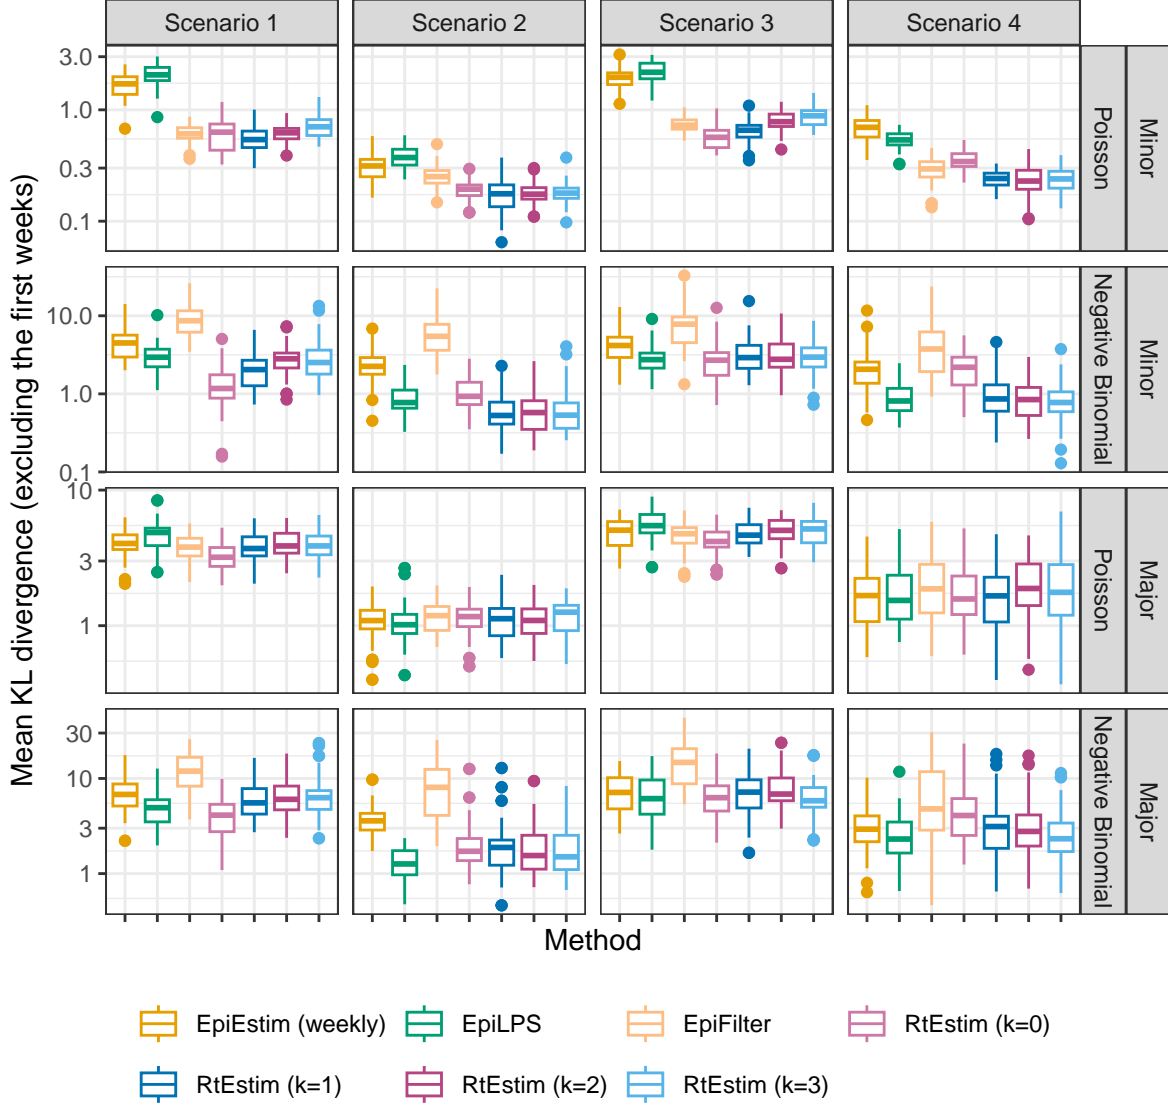 Scenario 1 Scenario 2 Scenario 3 Scenario 4
Mean KL divergence (excluding the first weeks)
3.0
1.0
0.3
0.1
Poisson
Minor
10.0
1.0
0.1
Negative Binomial
Minor
10
3
1
Poisson
Major
30
10
3
1
Negative Binomial
Major
Method
EpiEstim (weekly) EpiLPS EpiFilter RtEstim (k=0)
RtEstim (k=1) RtEstim (k=2) RtEstim (k=3)